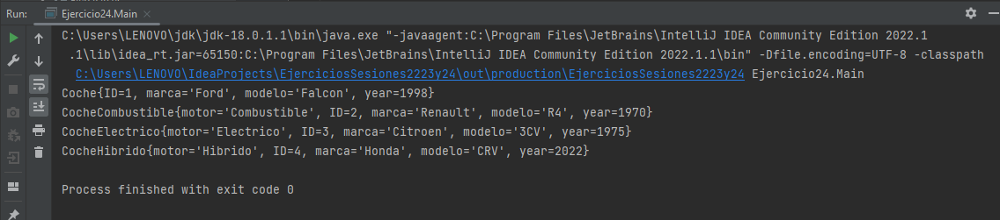 Run: Ejercicio24.Main
C:\Users\LENOVO\jdk\jdk-18.0.1.1\bin\java.exe "-javaagent:C:\Program Files\JetBrains\IntelliJ IDEA Community Edition 2022.1
.1\lib\idea_rt.jar=65150:C:\Program Files\JetBrains\IntelliJ IDEA Community Edition 2022.1.1\bin" -Dfile.encoding=UTF-8 -classpath
C:\Users\LENOVO\IdeaProjects\EjerciciosSesiones2223y24\out\production\EjerciciosSesiones2223y24 Ejercicio24.Main
Coche{ID=1, marca='Ford', modelo='Falcon', year=1998}
CocheCombustible{motor='Combustible', ID=2, marca='Renault', modelo='R4', year=1970}
CocheElectrico{motor='Electrico', ID=3, marca='Citroen', modelo='3CV', year=1975}
CocheHibrido{motor='Hibrido', ID=4, marca='Honda', modelo='CRV', year=2022}
Process finished with exit code 0